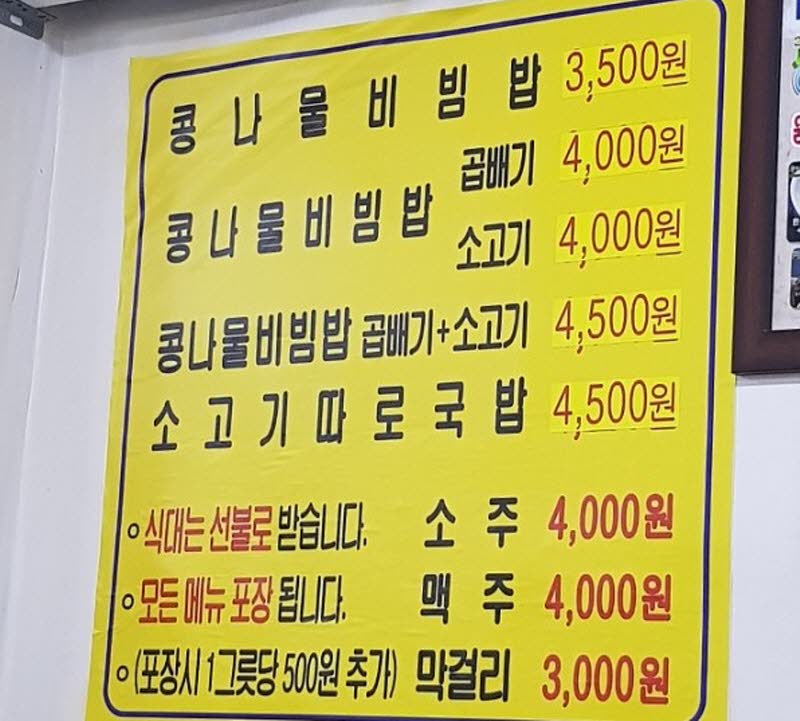 콩나물비빔밥 3,500원
곱배기 4,000원
콩나물비빔밥
소고기 4,000원
콩나물비빔밥 곱배기+소고기 4,500원
소고기따로국밥 4,500원
식대는 선불로 받습니다. 소주 4,000원
모든 메뉴 포장 됩니다. 맥주 4,000원
(포장시 1그릇당 500원 추가) 막걸리 3,000원